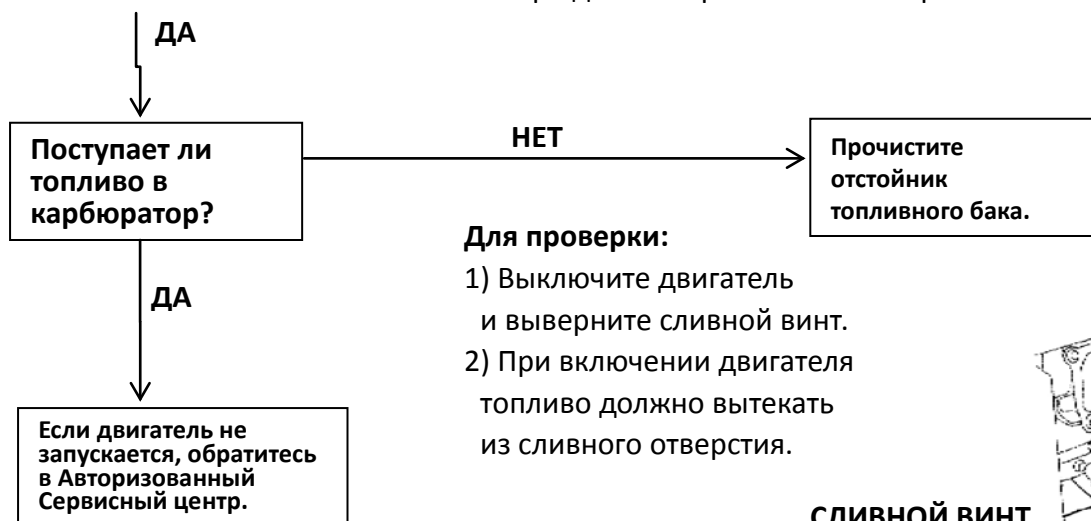 ДА
Поступает ли
топливо в
карбюратор?
НЕТ
Прочистите
отстойник
топливного бака.
Для проверки:
1) Выключите двигатель
и выверните сливной винт.
2) При включении двигателя
топливо должно вытекать
из сливного отверстия.
ДА
Если двигатель не
запускается, обратитесь
в Авторизованный
Сервисный центр.
СЛИВНОЙ ВИНТ